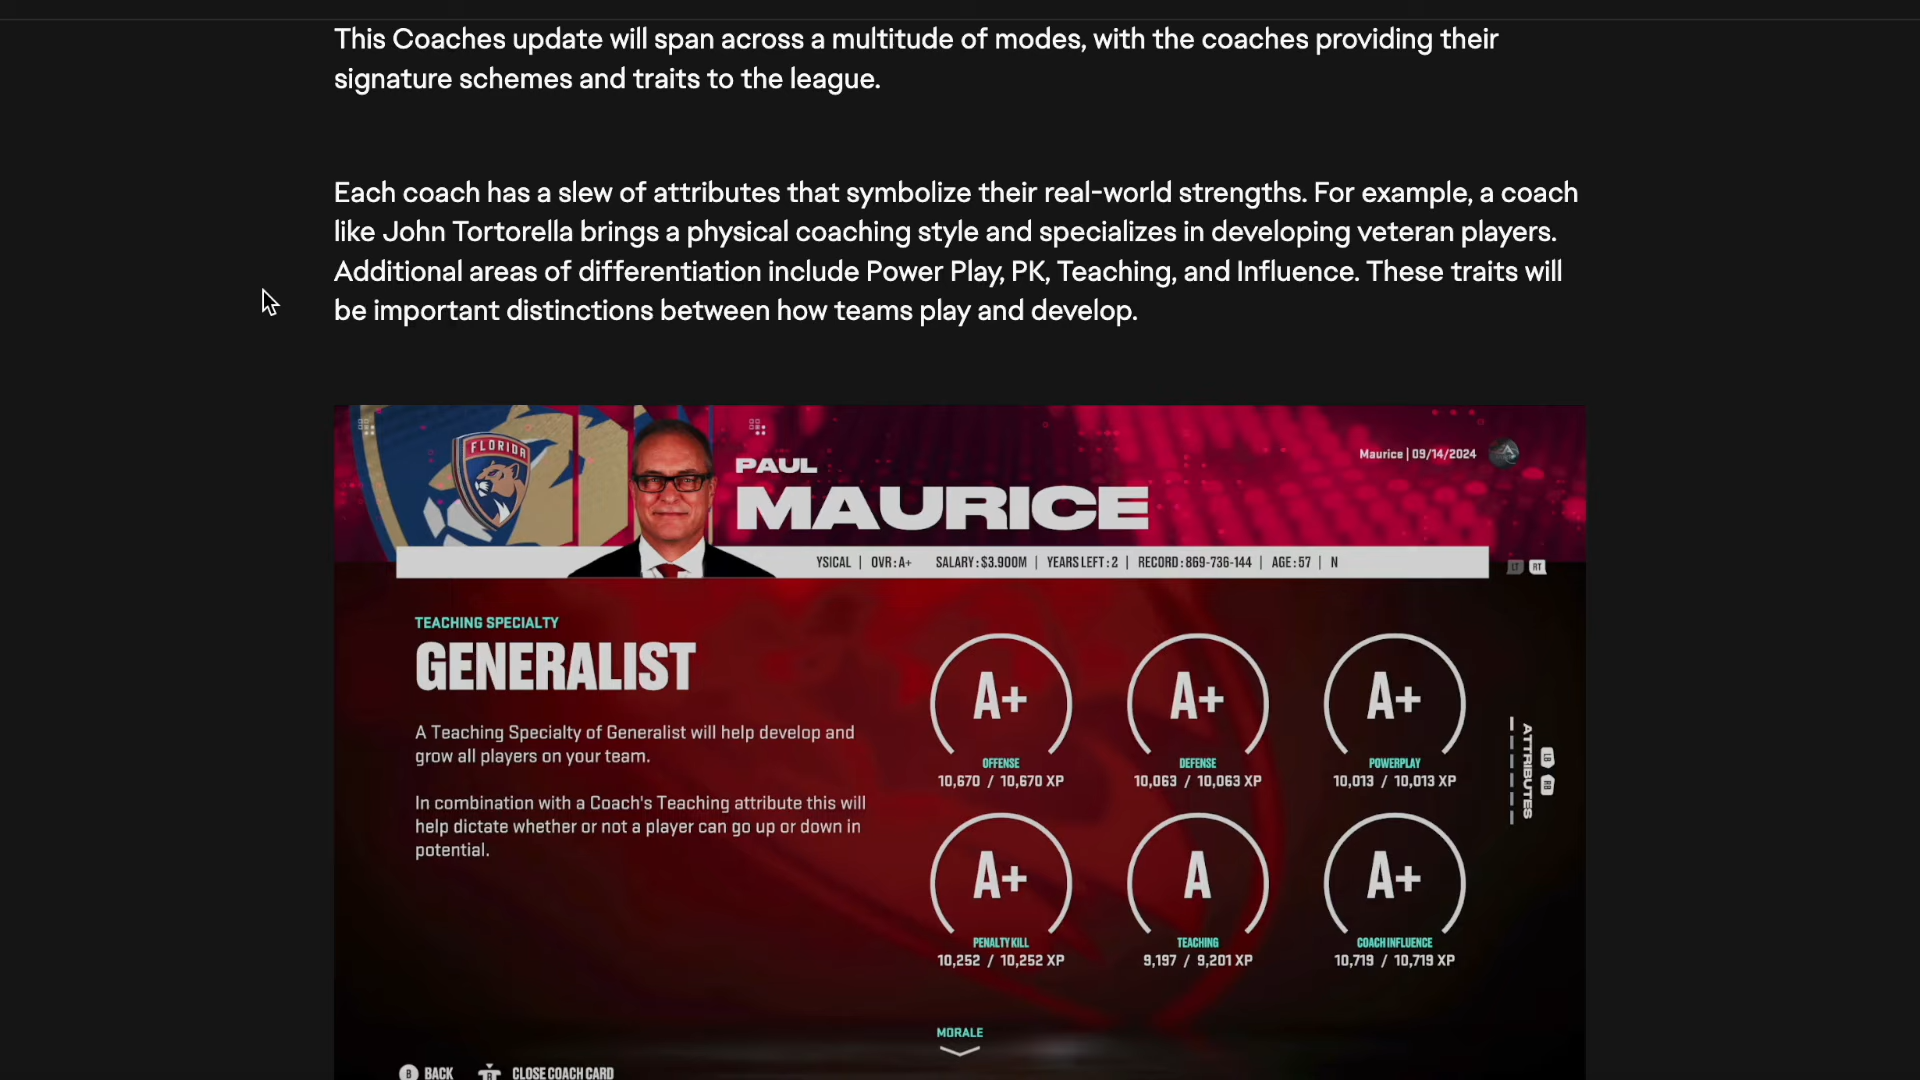 This Coaches update will span across a multitude of modes, with the coaches providing their
signature schemes and traits to the league.
Each coach has a slew of attributes that symbolize their real-world strengths. For example, a coach
like John Tortorella brings a physical coaching style and specializes in developing veteran players.
Additional areas of differentiation include Power Play, PK, Teaching, and Influence. These traits will
be important distinctions between how teams play and develop.
FLORIDA
PAUL
MAURICE
Maurice | 09/14/2024
YSICAL | OVR : A+ SALARY : $3.900M | YEARS LEFT : 2 | RECORD : 869-736-144 | AGE : 57 | N
LT RT
TEACHING SPECIALTY
GENERALIST
A Teaching Specialty of Generalist will help develop and
grow all players on your team.
In combination with a Coach's Teaching attribute this will
help dictate whether or not a player can go up or down in
potential.
A+ A+ A+
OFFENSE DEFENSE POWERPLAY
10,670 / 10,670 XP 10,063 / 10,063 XP 10,013 / 10,013 XP
A+ A A+
PENALTY KILL TEACHING COACH INFLUENCE
10,252 / 10,252 XP 9,197 / 9,201 XP 10,719 / 10,719 XP
ATTRIBUTES
LB RB
MORALE
B BACK R CLOSE COACH CARD